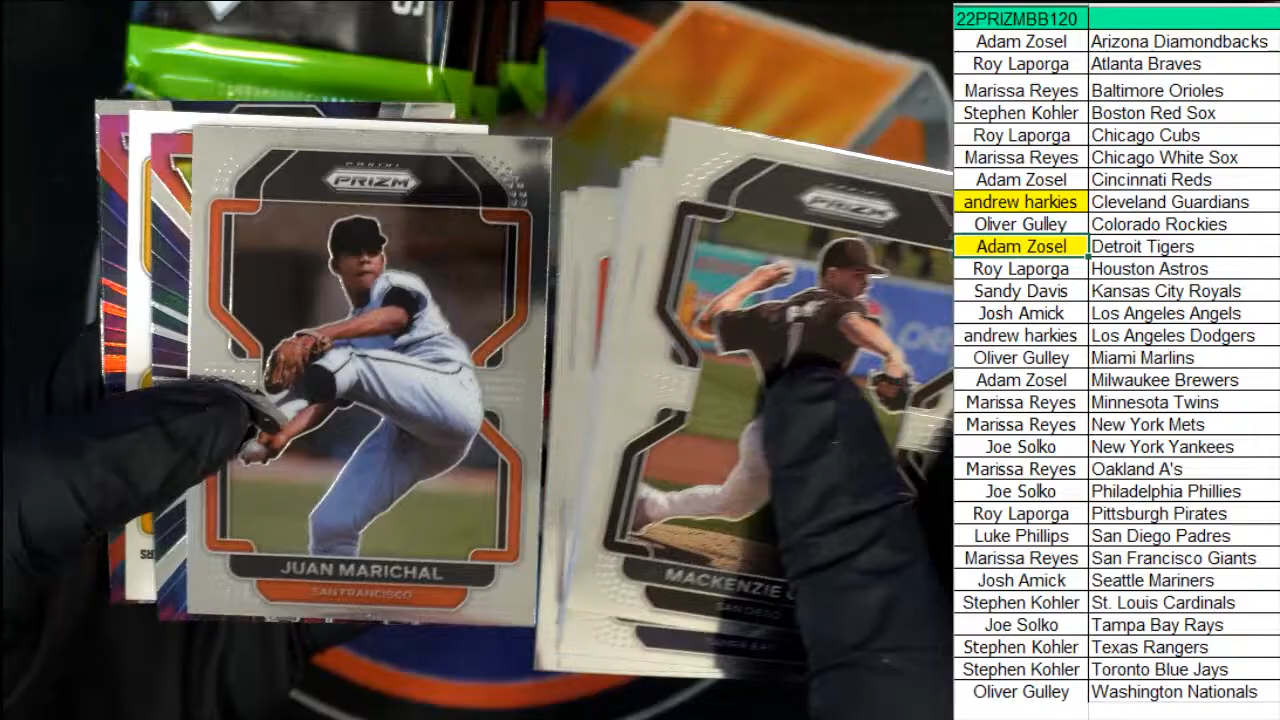 PANINI
PRIZM
JUAN MARICHAL
SAN FRANCISCO
PRIZM
MACKENZIE
SAN DIEGO
TAMPA BAY
22PRIZMBB120
Adam Zosel Arizona Diamondbacks
Roy Laporga Atlanta Braves
Marissa Reyes Baltimore Orioles
Stephen Kohler Boston Red Sox
Roy Laporga Chicago Cubs
Marissa Reyes Chicago White Sox
Adam Zosel Cincinnati Reds
andrew harkies Cleveland Guardians
Oliver Gulley Colorado Rockies
Adam Zosel Detroit Tigers
Roy Laporga Houston Astros
Sandy Davis Kansas City Royals
Josh Amick Los Angeles Angels
andrew harkies Los Angeles Dodgers
Oliver Gulley Miami Marlins
Adam Zosel Milwaukee Brewers
Marissa Reyes Minnesota Twins
Marissa Reyes New York Mets
Joe Solko New York Yankees
Marissa Reyes Oakland A's
Joe Solko Philadelphia Phillies
Roy Laporga Pittsburgh Pirates
Luke Phillips San Diego Padres
Marissa Reyes San Francisco Giants
Josh Amick Seattle Mariners
Stephen Kohler St. Louis Cardinals
Joe Solko Tampa Bay Rays
Stephen Kohler Texas Rangers
Stephen Kohler Toronto Blue Jays
Oliver Gulley Washington Nationals